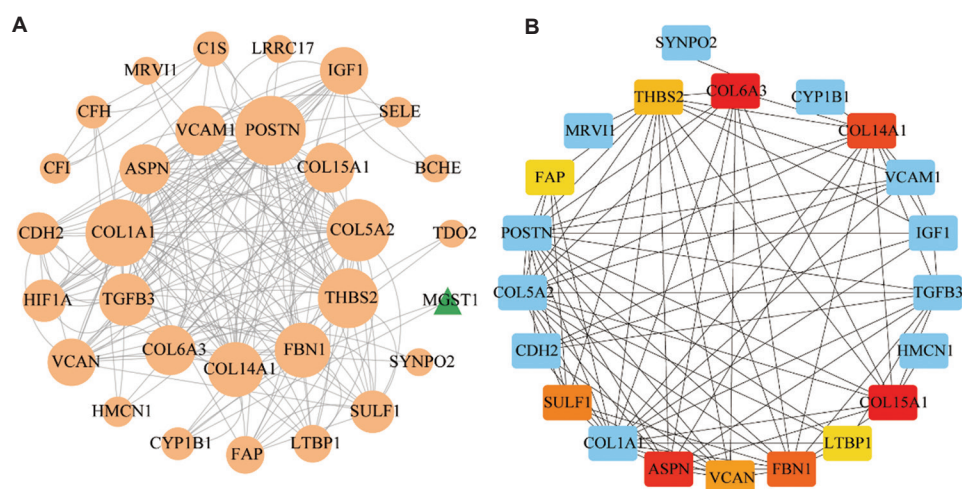 A
C1S
LRRC17
MRVI1
IGF1
CFH
VCAM1
POSTN
SELE
CFI
ASPN
COL15A1
BCHE
CDH2
COL1A1
COL5A2
TDO2
HIF1A
TGFB3
THBS2
MGST1
VCAN
COL6A3
COL14A1
FBN1
SYNPO2
HMCN1
SULF1
CYP1B1
FAP
LTBP1
B
SYNPO2
THBS2
COL6A3
CYP1B1
MRVI1
COL14A1
FAP
VCAM1
POSTN
IGF1
COL5A2
TGFB3
CDH2
HMCN1
SULF1
COL15A1
COL1A1
LTBP1
ASPN
VCAN
FBN1